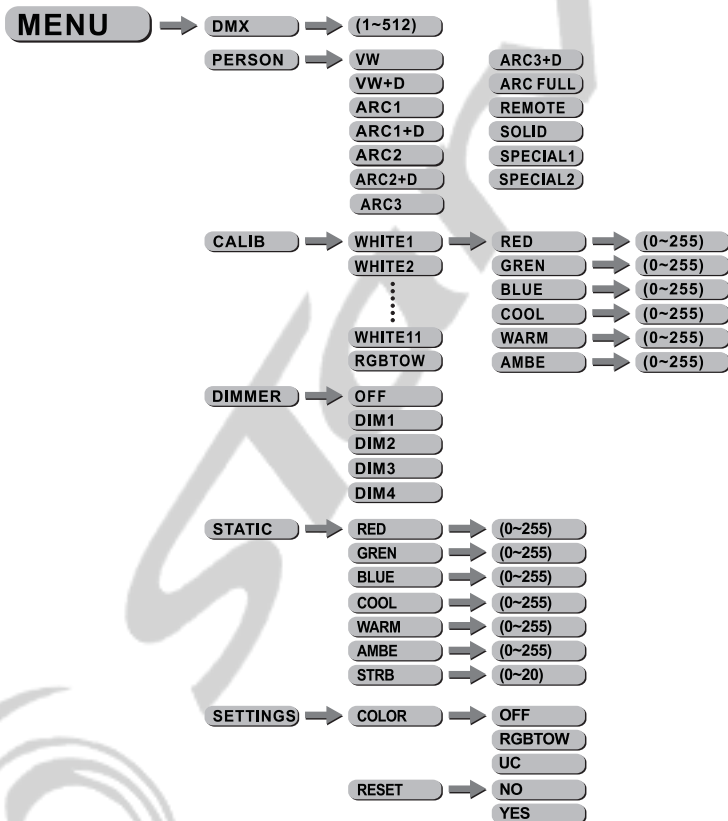 MENU DMX (1~512)
PERSON VW ARC3+D
VW+D ARC FULL
ARC1 REMOTE
ARC1+D SOLID
ARC2 SPECIAL1
ARC2+D SPECIAL2
ARC3
CALIB WHITE1 RED (0~255)
WHITE2 GREN (0~255)
BLUE (0~255)
COOL (0~255)
WHITE11 WARM (0~255)
RGBTOW AMBE (0~255)
DIMMER OFF
DIM1
DIM2
DIM3
DIM4
STATIC RED (0~255)
GREN (0~255)
BLUE (0~255)
COOL (0~255)
WARM (0~255)
AMBE (0~255)
STRB (0~20)
SETTINGS COLOR OFF
RGBTOW
UC
RESET NO
YES